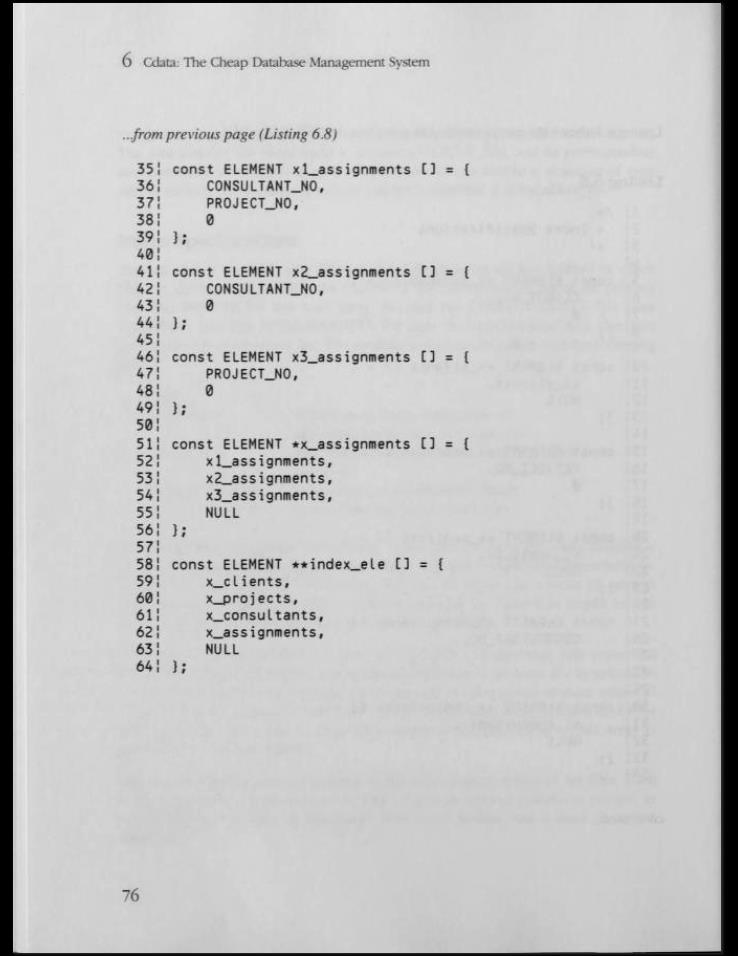 6 Cdata: The Cheap Database Management System
...from previous page (Listing 6.8)
35¦ const ELEMENT x1_assignments [] = {
36¦     CONSULTANT_NO,
37¦     PROJECT_NO,
38¦     0
39¦ };
40¦
41¦ const ELEMENT x2_assignments [] = {
42¦     CONSULTANT_NO,
43¦     0
44¦ };
45¦
46¦ const ELEMENT x3_assignments [] = {
47¦     PROJECT_NO,
48¦     0
49¦ };
50¦
51¦ const ELEMENT *x_assignments [] = {
52¦     x1_assignments,
53¦     x2_assignments,
54¦     x3_assignments,
55¦     NULL
56¦ };
57¦
58¦ const ELEMENT **index_ele [] = {
59¦     x_clients,
60¦     x_projects,
61¦     x_consultants,
62¦     x_assignments,
63¦     NULL
64¦ };
76